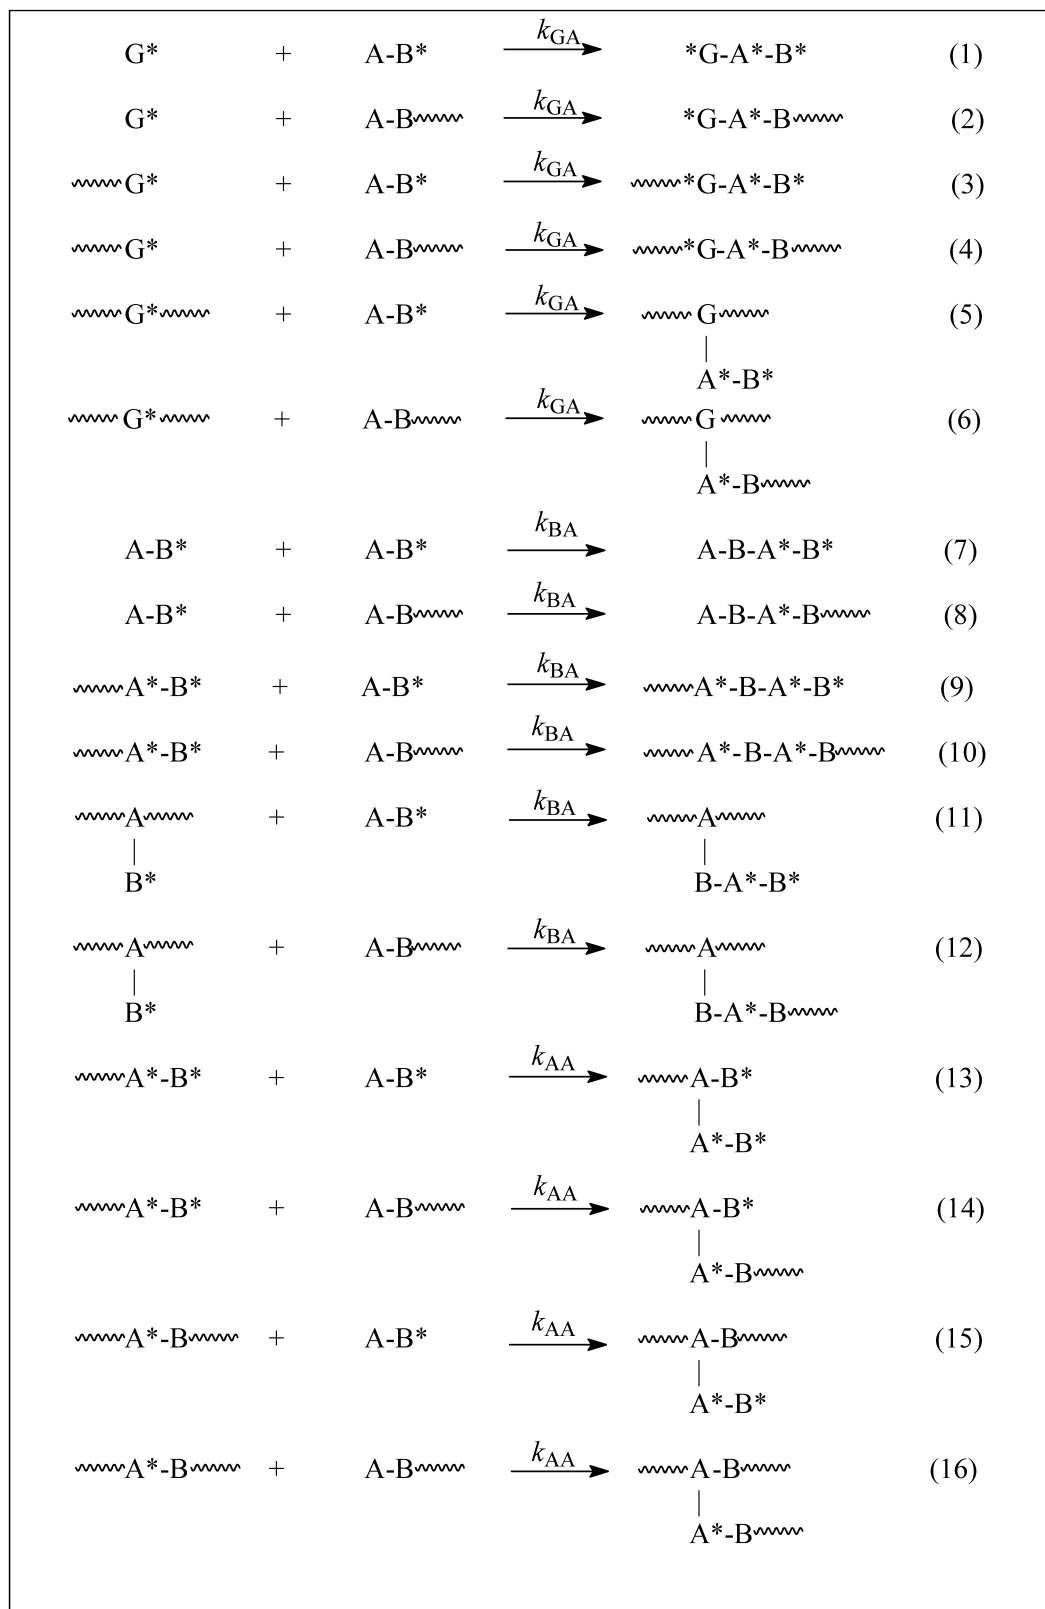 k_GA
G* + A-B* *G-A*-B* (1)
k_GA
G* + A-B *G-A*-B (2)
k_GA
G* + A-B* *G-A*-B* (3)
k_GA
G* + A-B *G-A*-B (4)
k_GA
G* + A-B* G (5)
A*-B*
k_GA
G* + A-B G (6)
A*-B
k_BA
A-B* + A-B* A-B-A*-B* (7)
k_BA
A-B* + A-B A-B-A*-B (8)
k_BA
A*-B* + A-B* A*-B-A*-B* (9)
k_BA
A*-B* + A-B A*-B-A*-B (10)
k_BA
A + A-B* A (11)
B* B-A*-B*
k_BA
A + A-B A (12)
B* B-A*-B
k_AA
A*-B* + A-B* A-B* (13)
A*-B*
k_AA
A*-B* + A-B A-B* (14)
A*-B
k_AA
A*-B + A-B* A-B (15)
A*-B*
k_AA
A*-B + A-B A-B (16)
A*-B